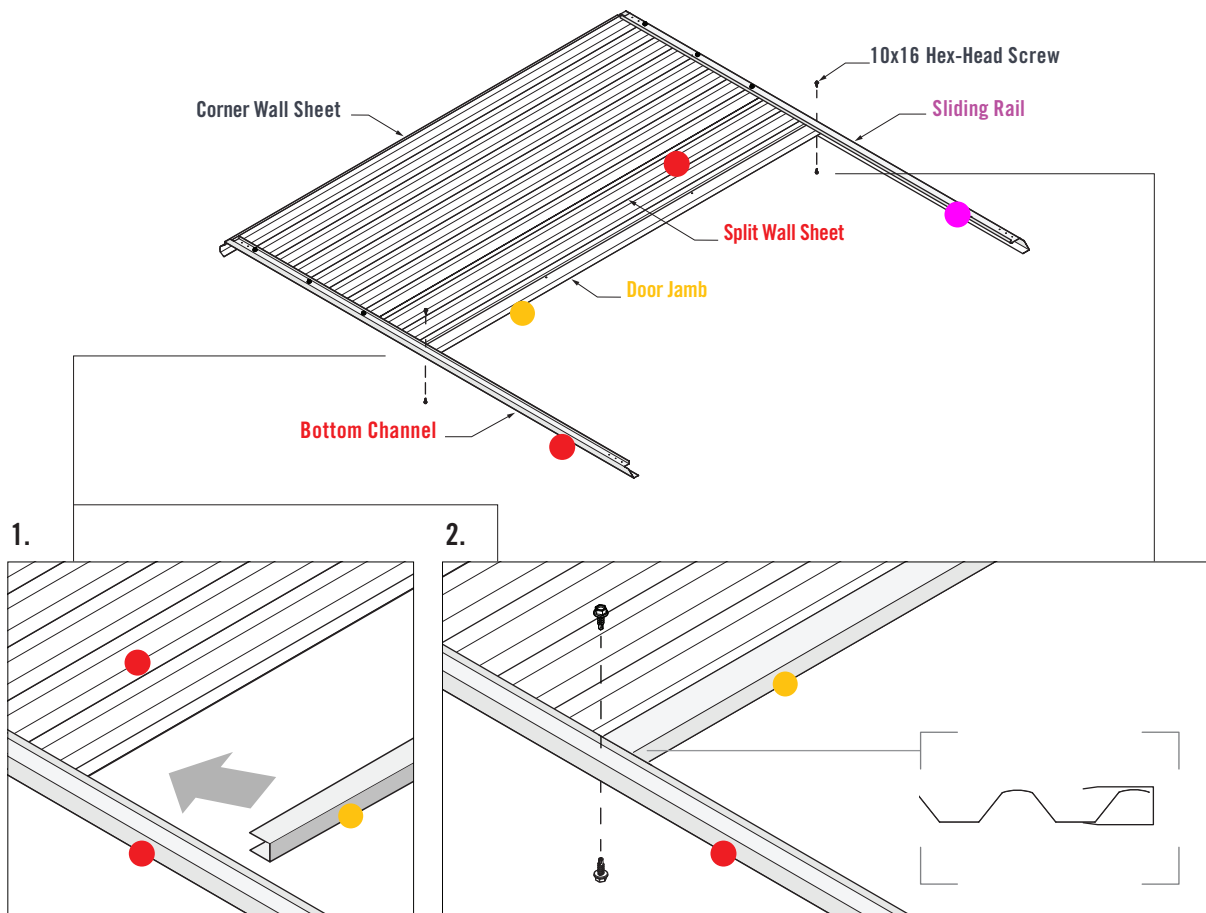 10x16 Hex-Head Screw
Corner Wall Sheet
Sliding Rail
Split Wall Sheet
Door Jamb
Bottom Channel
1.
2.